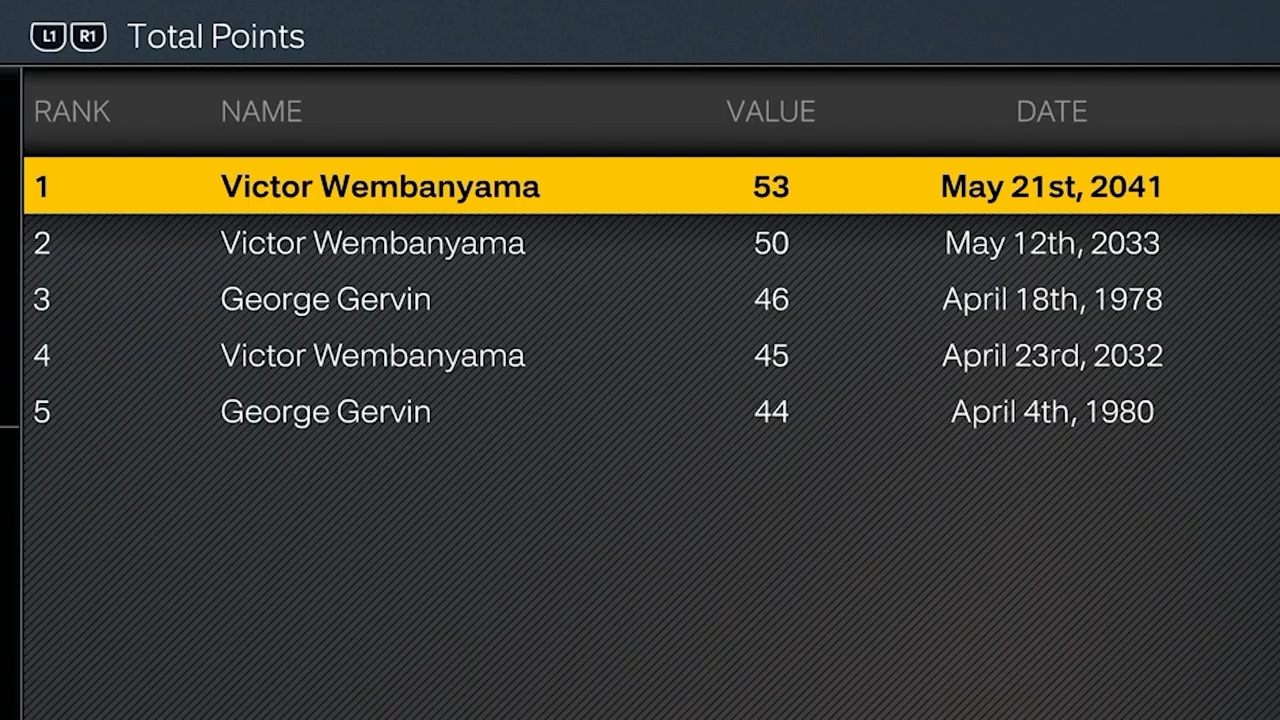 L1 R1 Total Points
RANK NAME VALUE DATE
1 Victor Wembanyama 53 May 21st, 2041
2 Victor Wembanyama 50 May 12th, 2033
3 George Gervin 46 April 18th, 1978
4 Victor Wembanyama 45 April 23rd, 2032
5 George Gervin 44 April 4th, 1980